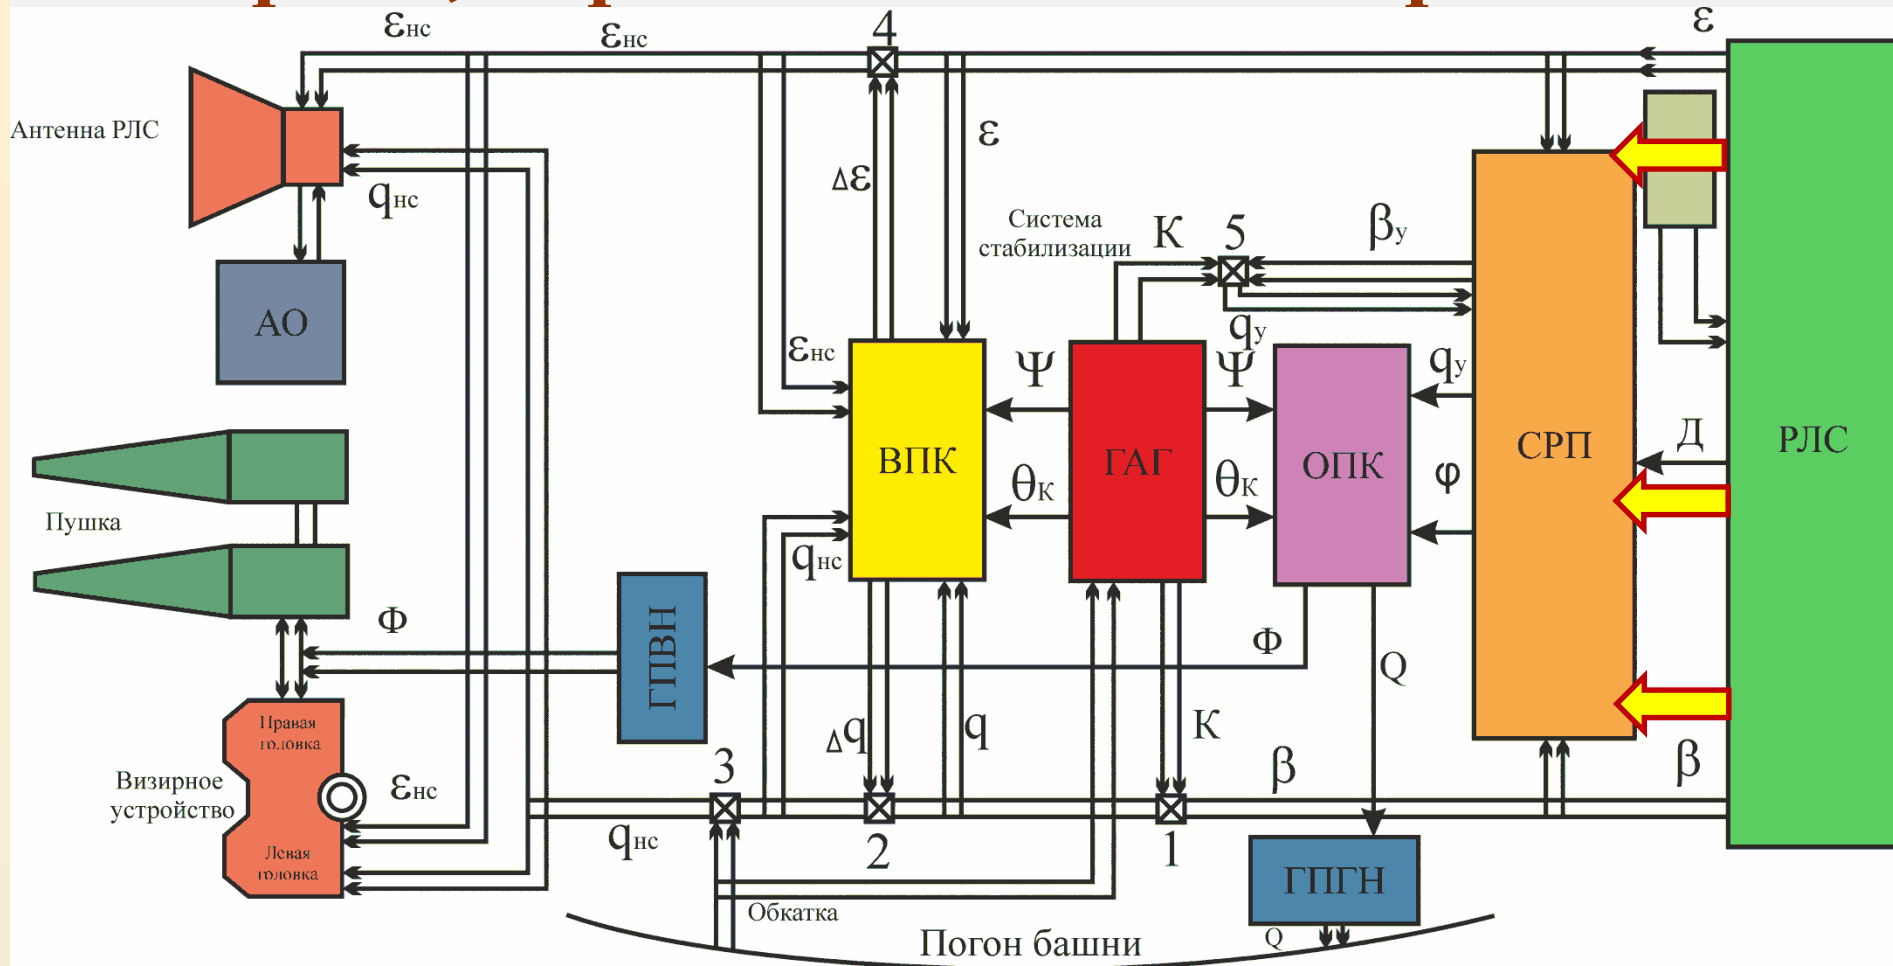 ε
4
εнс
εнс
ε
Антенна РЛС
Δε
qнс
Система
стабилизации
К
5
βу
АО
qу
εнс
Ψ
Ψ
qу
ВПК
ГАГ
ОПК
СРП
Д
РЛС
θК
θК
φ
Пушка
qнс
Ф
ГПВН
Ф
Q
Правая
головка
Δq
q
К
β
β
Визирное
устройство
εнс
3
qнс
2
1
Левая
головка
ГПГН
Обкатка
Погон башни
Q